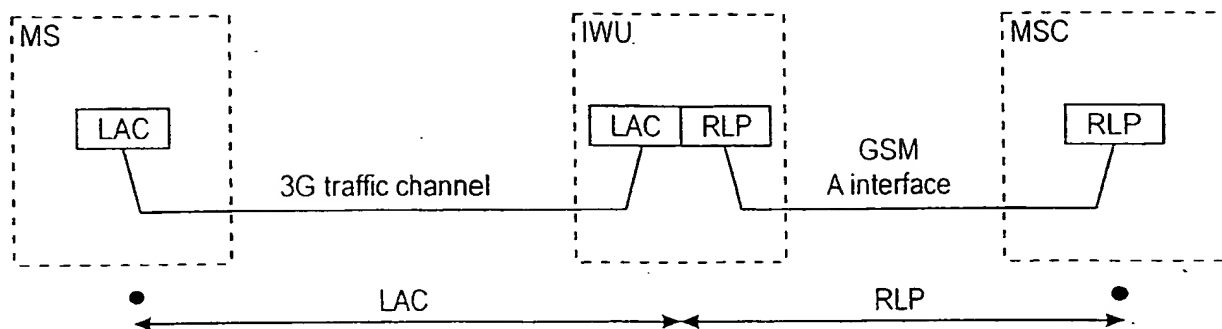 MS
IWU
MSC
LAC
LAC
RLP
RLP
3G traffic channel
GSM
A interface
LAC
RLP